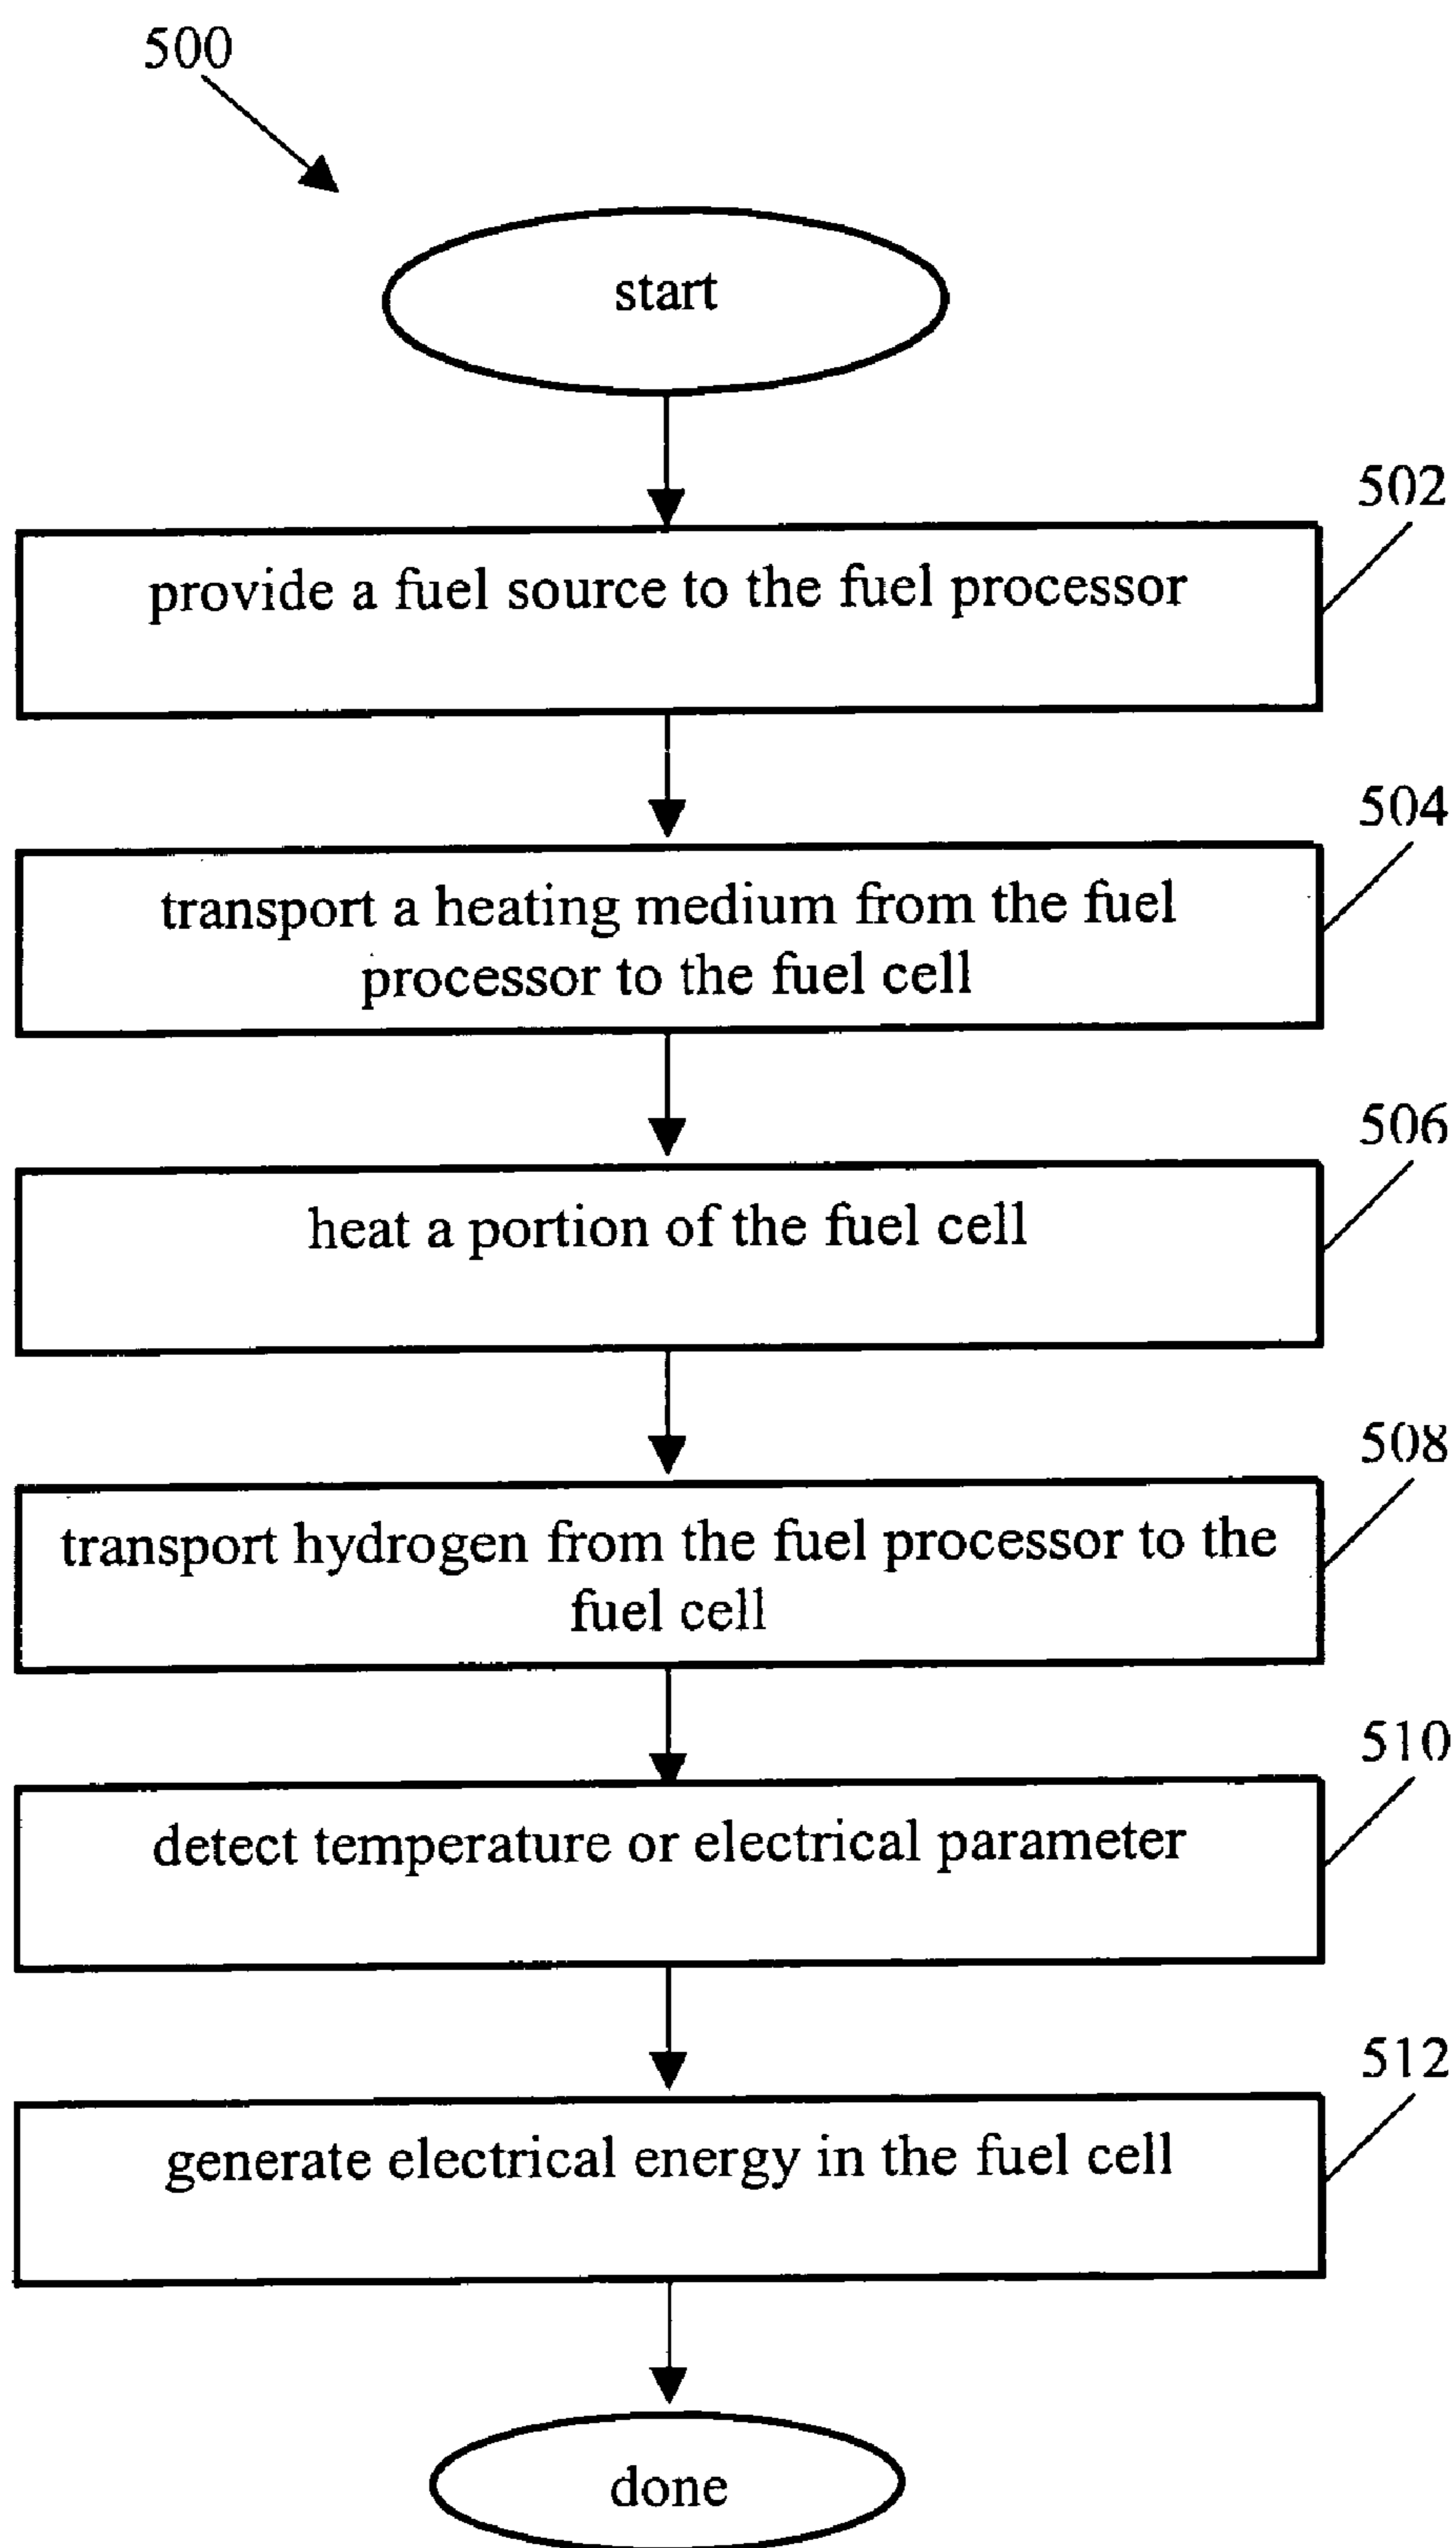 500
start
502
provide a fuel source to the fuel processor
504
transport a heating medium from the fuel
processor to the fuel cell
506
heat a portion of the fuel cell
508
transport hydrogen from the fuel processor to the
fuel cell
510
detect temperature or electrical parameter
512
generate electrical energy in the fuel cell
done